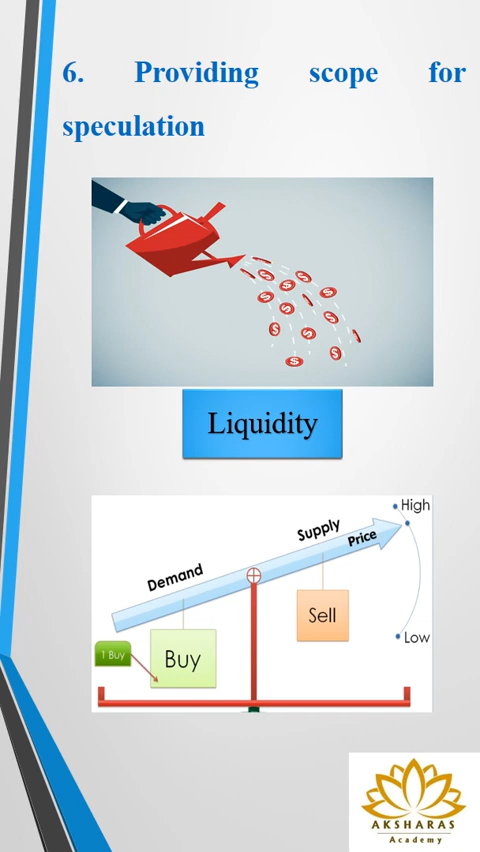 6. Providing scope for
speculation
Liquidity
High
Supply
Price
Demand
Sell
1 Buy
Buy
Low
AKSHARAS
Academy